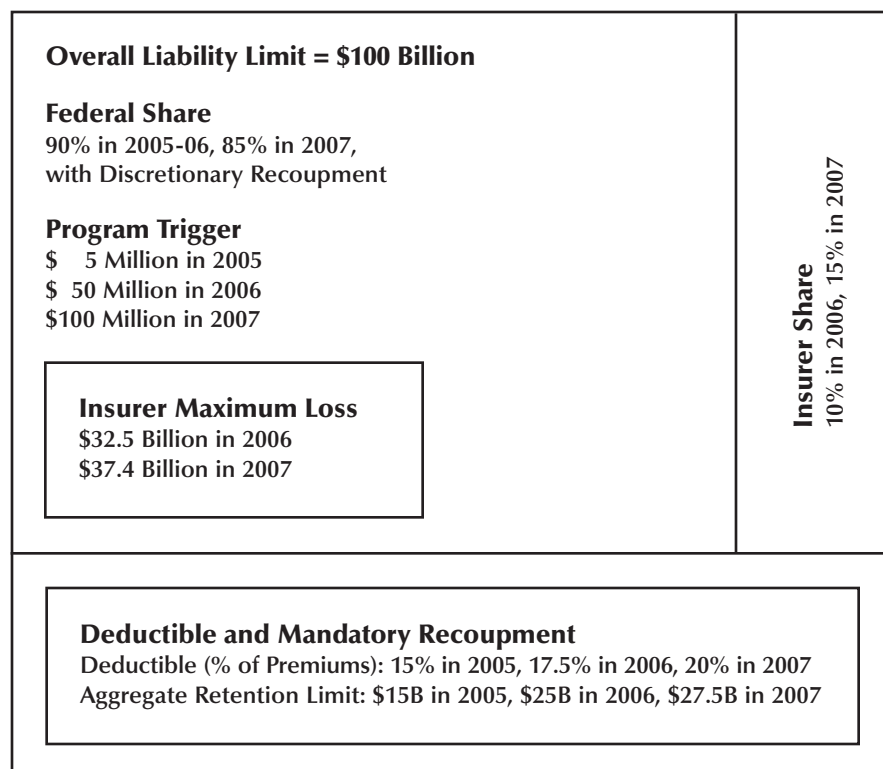 Overall Liability Limit = $100 Billion
Federal Share
90% in 2005-06, 85% in 2007,
with Discretionary Recoupment
Program Trigger
$   5 Million in 2005
$  50 Million in 2006
$100 Million in 2007
Insurer Maximum Loss
$32.5 Billion in 2006
$37.4 Billion in 2007
Insurer Share
10% in 2006, 15% in 2007
Deductible and Mandatory Recoupment
Deductible (% of Premiums): 15% in 2005, 17.5% in 2006, 20% in 2007
Aggregate Retention Limit: $15B in 2005, $25B in 2006, $27.5B in 2007